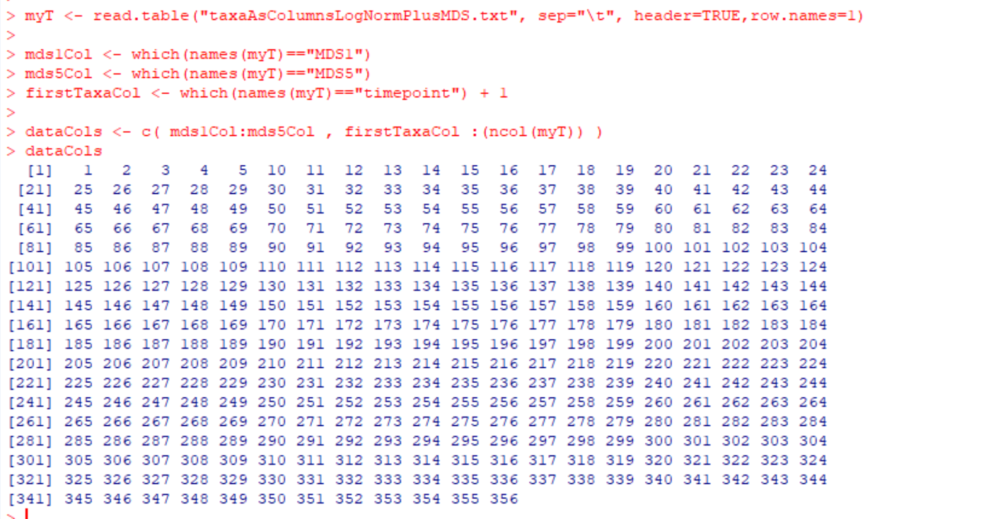 > myT <- read.table("taxaAsColumnsLogNormPlusMDS.txt", sep="\t", header=TRUE,row.names=1)
>
> mds1Col <- which(names(myT)=="MDS1")
> mds5Col <- which(names(myT)=="MDS5")
> firstTaxaCol <- which(names(myT)=="timepoint") + 1
>
> dataCols <- c( mds1Col:mds5Col , firstTaxaCol :(ncol(myT)) )
> dataCols
[1] 1 2 3 4 5 10 11 12 13 14 15 16 17 18 19 20 21 22 23 24
[21] 25 26 27 28 29 30 31 32 33 34 35 36 37 38 39 40 41 42 43 44
[41] 45 46 47 48 49 50 51 52 53 54 55 56 57 58 59 60 61 62 63 64
[61] 65 66 67 68 69 70 71 72 73 74 75 76 77 78 79 80 81 82 83 84
[81] 85 86 87 88 89 90 91 92 93 94 95 96 97 98 99 100 101 102 103 104
[101] 105 106 107 108 109 110 111 112 113 114 115 116 117 118 119 120 121 122 123 124
[121] 125 126 127 128 129 130 131 132 133 134 135 136 137 138 139 140 141 142 143 144
[141] 145 146 147 148 149 150 151 152 153 154 155 156 157 158 159 160 161 162 163 164
[161] 165 166 167 168 169 170 171 172 173 174 175 176 177 178 179 180 181 182 183 184
[181] 185 186 187 188 189 190 191 192 193 194 195 196 197 198 199 200 201 202 203 204
[201] 205 206 207 208 209 210 211 212 213 214 215 216 217 218 219 220 221 222 223 224
[221] 225 226 227 228 229 230 231 232 233 234 235 236 237 238 239 240 241 242 243 244
[241] 245 246 247 248 249 250 251 252 253 254 255 256 257 258 259 260 261 262 263 264
[261] 265 266 267 268 269 270 271 272 273 274 275 276 277 278 279 280 281 282 283 284
[281] 285 286 287 288 289 290 291 292 293 294 295 296 297 298 299 300 301 302 303 304
[301] 305 306 307 308 309 310 311 312 313 314 315 316 317 318 319 320 321 322 323 324
[321] 325 326 327 328 329 330 331 332 333 334 335 336 337 338 339 340 341 342 343 344
[341] 345 346 347 348 349 350 351 352 353 354 355 356
>